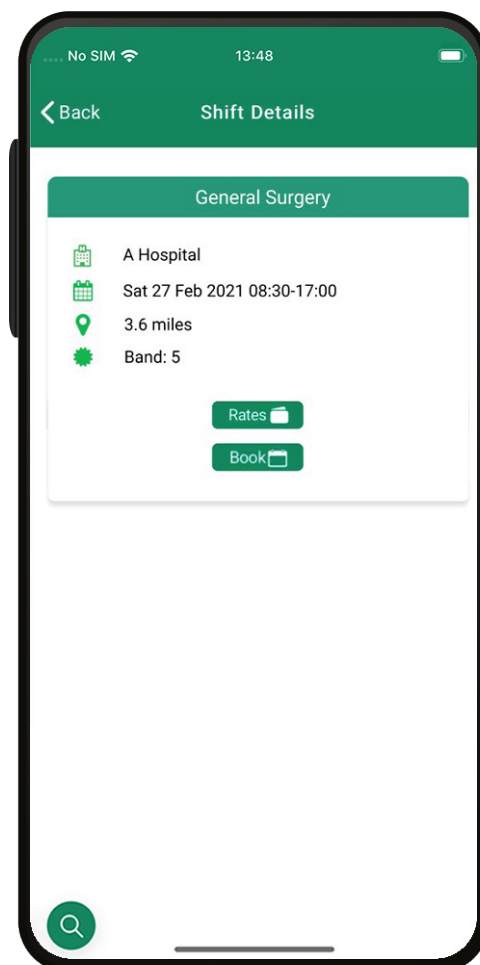 .... No SIM 13:48
Back Shift Details
General Surgery
A Hospital
Sat 27 Feb 2021 08:30-17:00
3.6 miles
Band: 5
Rates
Book